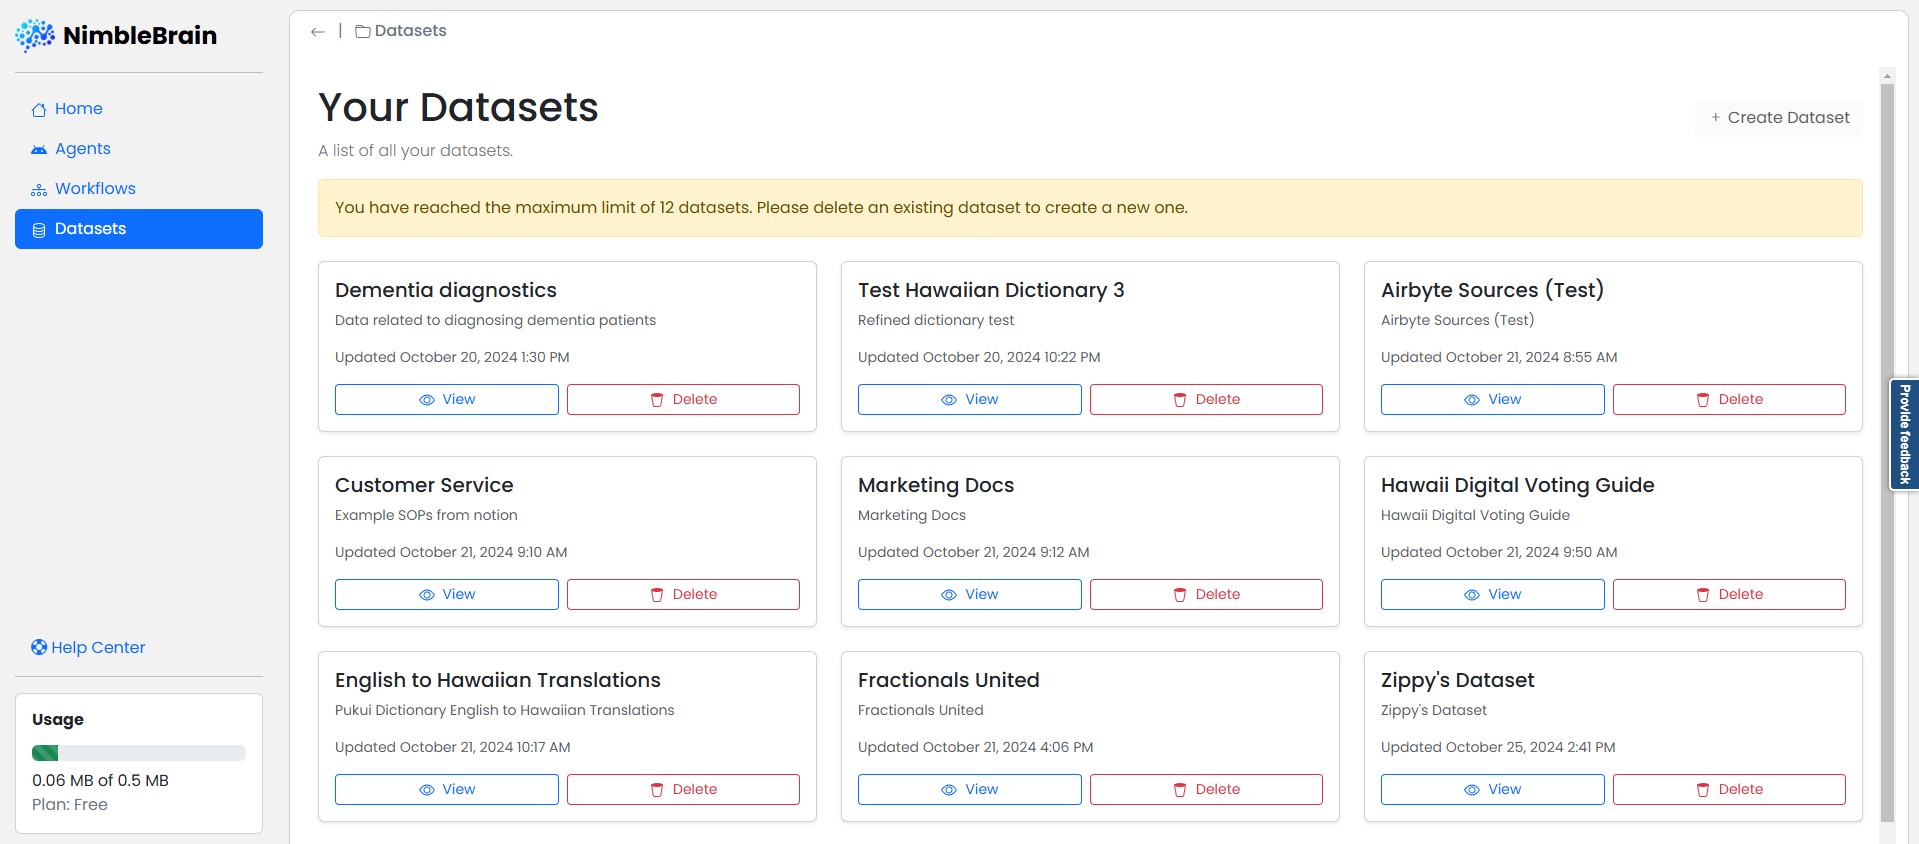 NimbleBrain
Home
Agents
Workflows
Datasets
Help Center
Usage
0.06 MB of 0.5 MB
Plan: Free
← | Datasets
Your Datasets
+ Create Dataset
A list of all your datasets.
You have reached the maximum limit of 12 datasets. Please delete an existing dataset to create a new one.
Dementia diagnostics
Data related to diagnosing dementia patients
Updated October 20, 2024 1:30 PM
View Delete
Test Hawaiian Dictionary 3
Refined dictionary test
Updated October 20, 2024 10:22 PM
View Delete
Airbyte Sources (Test)
Airbyte Sources (Test)
Updated October 21, 2024 8:55 AM
View Delete
Customer Service
Example SOPs from notion
Updated October 21, 2024 9:10 AM
View Delete
Marketing Docs
Marketing Docs
Updated October 21, 2024 9:12 AM
View Delete
Hawaii Digital Voting Guide
Hawaii Digital Voting Guide
Updated October 21, 2024 9:50 AM
View Delete
English to Hawaiian Translations
Pukui Dictionary English to Hawaiian Translations
Updated October 21, 2024 10:17 AM
View Delete
Fractionals United
Fractionals United
Updated October 21, 2024 4:06 PM
View Delete
Zippy's Dataset
Zippy's Dataset
Updated October 25, 2024 2:41 PM
View Delete
Provide feedback